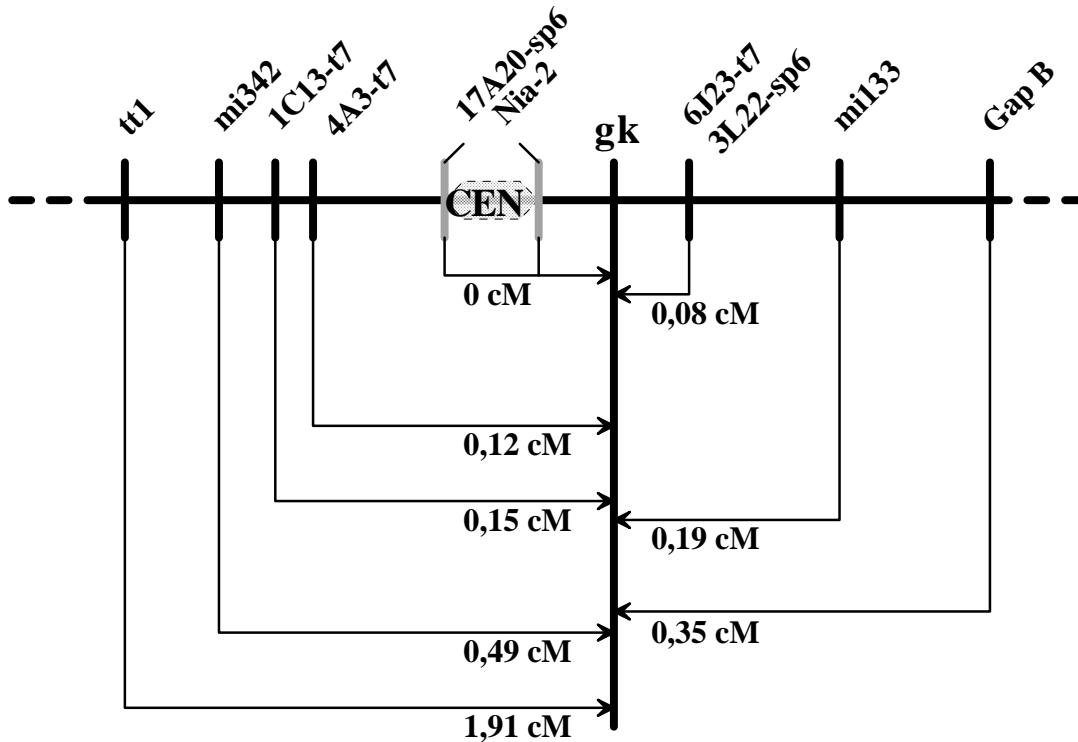 tt1
mi342
1C13-t7
4A3-t7
17A20-sp6
Nia-2
gk
6J23-t7
3L22-sp6
mi133
Gap B
CEN
0 cM
0,08 cM
0,12 cM
0,15 cM
0,19 cM
0,49 cM
0,35 cM
1,91 cM